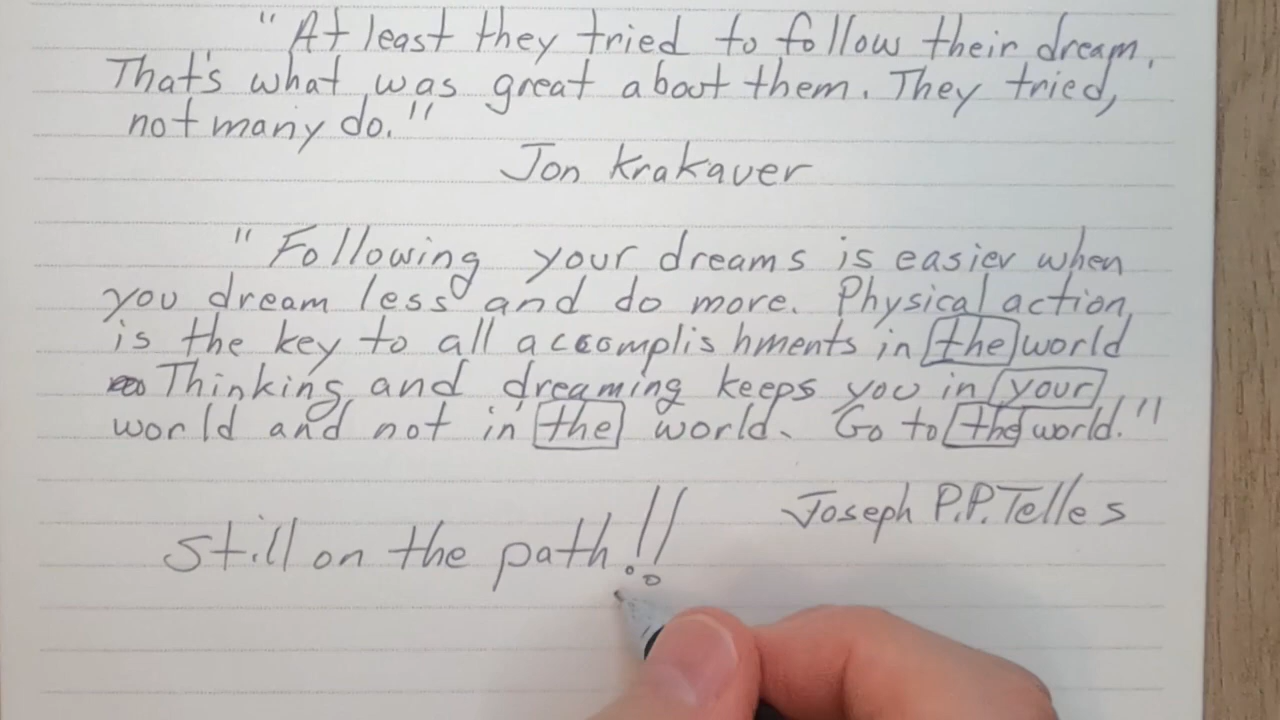 "At least they tried to follow their dream.
That's what was great about them. They tried,
not many do."
Jon Krakauer
"Following your dreams is easier when
you dream less and do more. Physical action
is the key to all accomplishments in the world
Thinking and dreaming keeps you in your
world and not in the world. Go to the world."
Joseph P.P. Telles
Still on the path!!